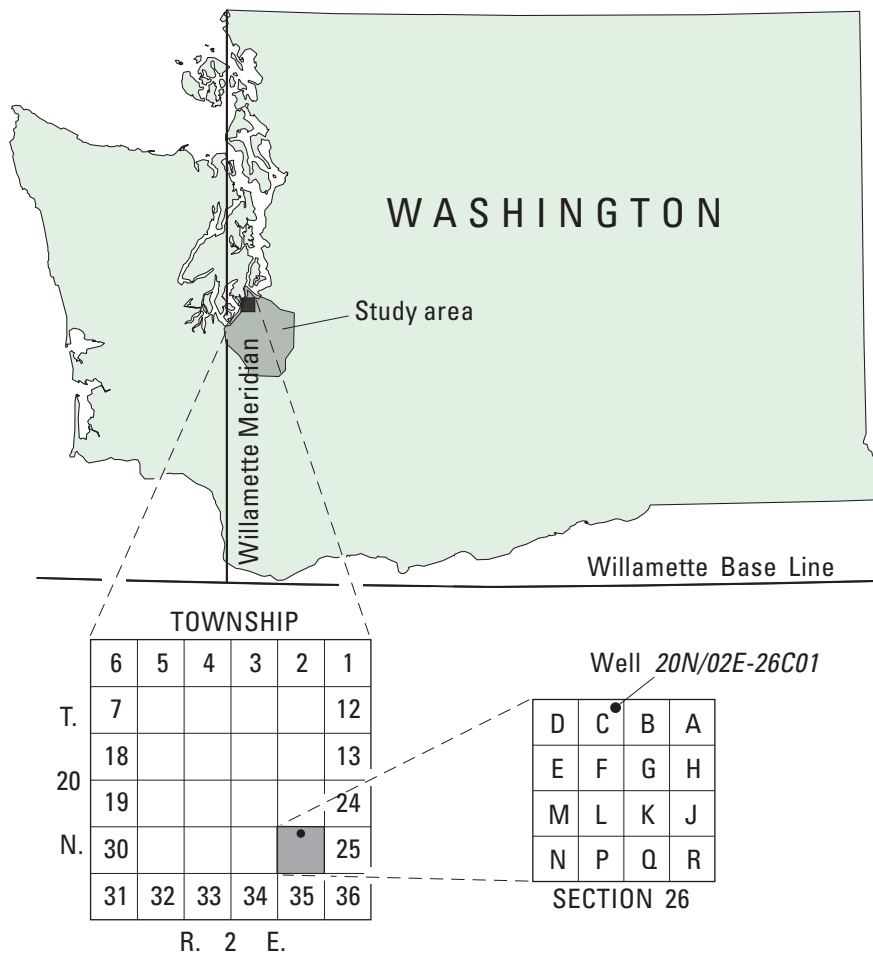 WASHINGTON
Study area
Willamette Meridian
Willamette Base Line
TOWNSHIP
6 5 4 3 2 1
T. 7 12
18 13
20
19 24
N. 30 25
31 32 33 34 35 36
R. 2 E.
Well 20N/02E-26C01
D C B A
E F G H
M L K J
N P Q R
SECTION 26